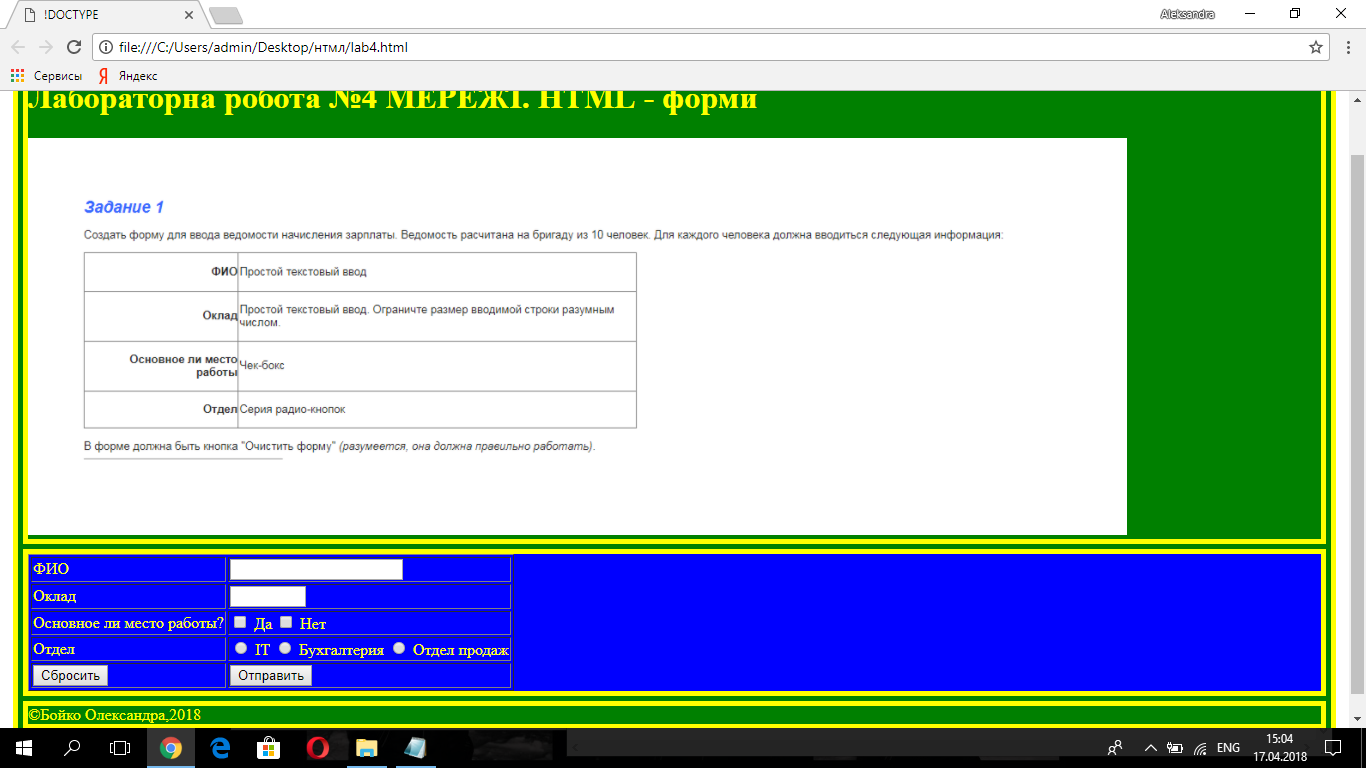 !DOCTYPE
Aleksandra
file:///C:/Users/admin/Desktop/нтмл/lab4.html
Сервисы
Яндекс
Лабораторна робота №4 МЕРЕЖІ. HTML - форми
Задание 1
Создать форму для ввода ведомости начисления зарплаты. Ведомость расчитана на бригаду из 10 человек. Для каждого человека должна вводиться следующая информация:
ФИО Простой текстовый ввод
Оклад Простой текстовый ввод. Ограничте размер вводимой строки разумным
числом.
Основное ли место
работы Чек-бокс
Отдел Серия радио-кнопок
В форме должна быть кнопка "Очистить форму" (разумеется, она должна правильно работать).
ФИО
Оклад
Основное ли место работы? Да Нет
Отдел IT Бухгалтерия Отдел продаж
Сбросить Отправить
©Бойко Олександра,2018
ENG
15:04
17.04.2018